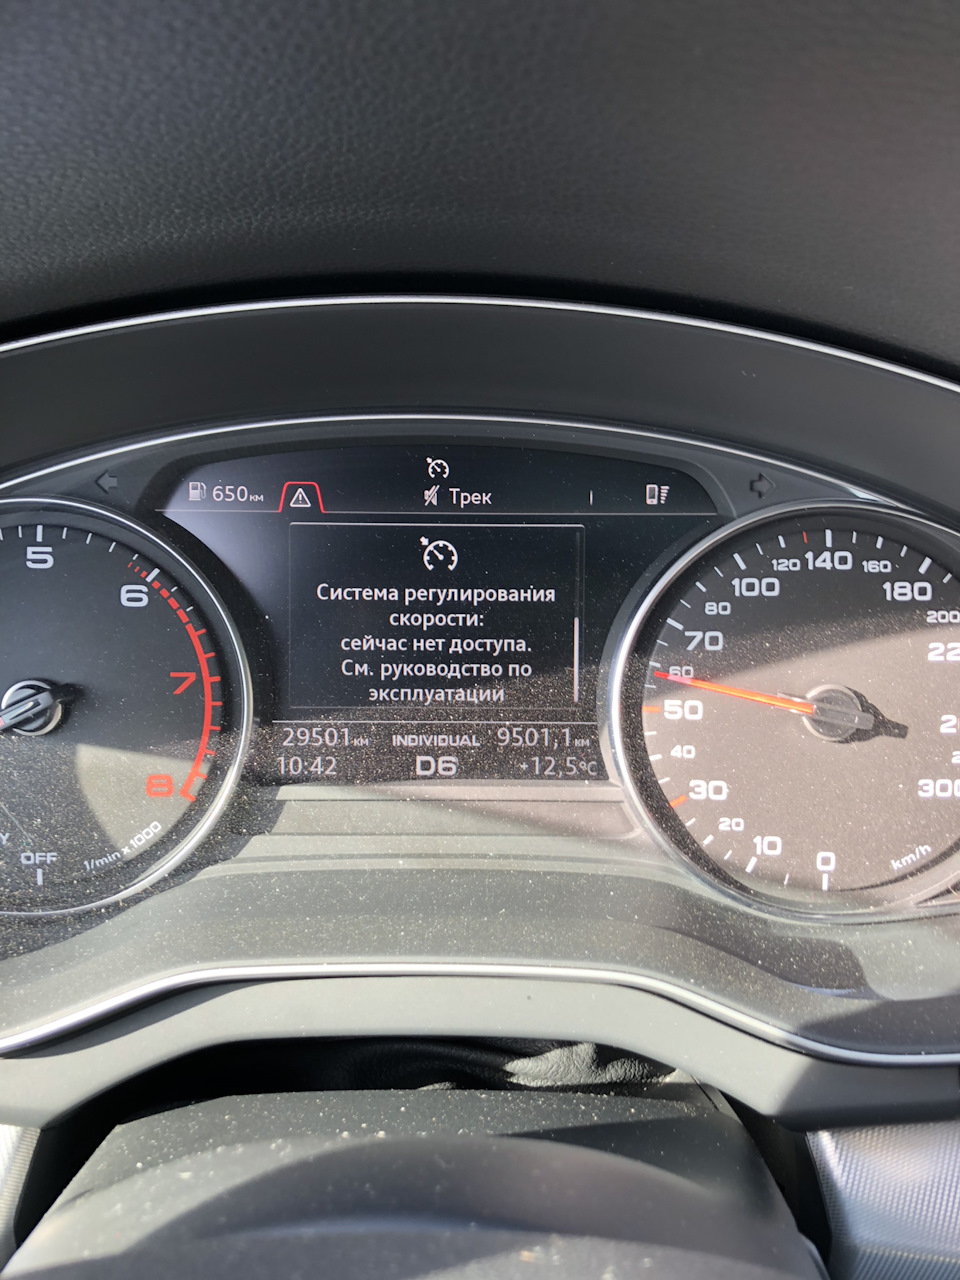 650км
Трек
Система регулирования
скорости:
сейчас нет доступа.
См. руководство по
эксплуатации
29501км INDIVIDUAL 9501,1км
10:42 D6 +12,5°C
5
6
7
8
1/min x 1000
OFF
0
10
20
30
40
50
60
70
80
100
120
140
160
180
200
300
km/h